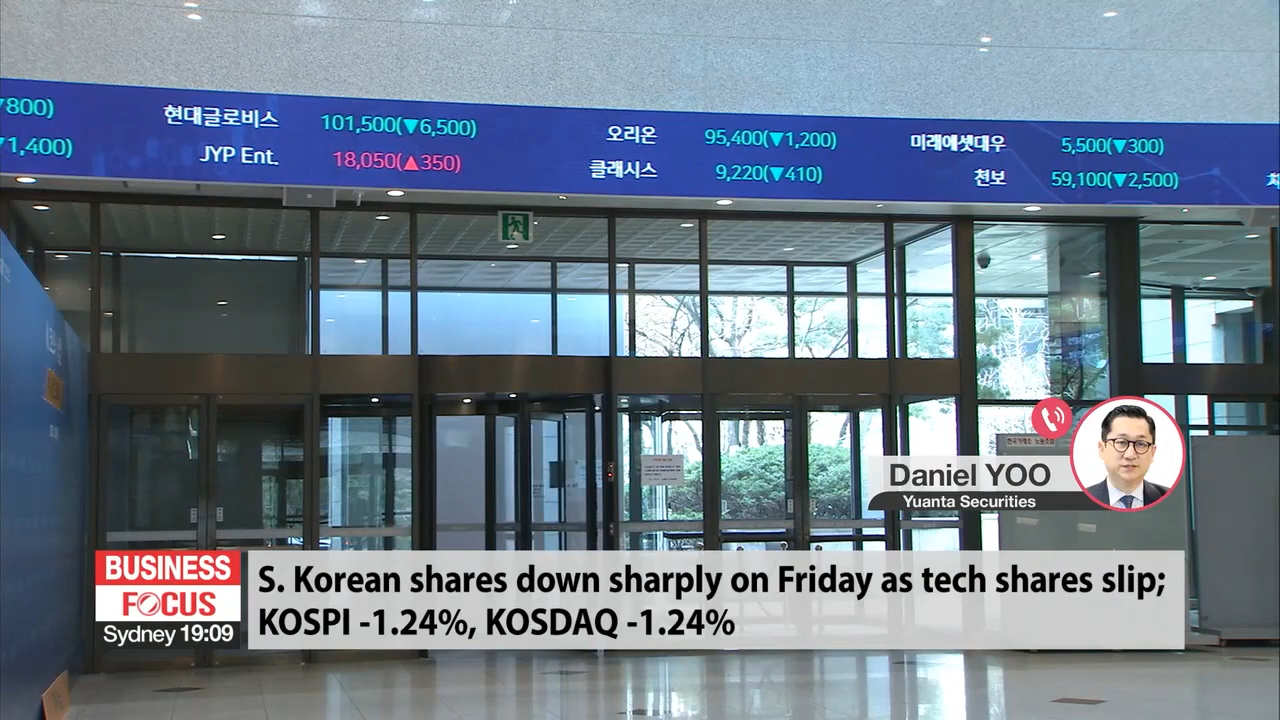 ▼800)
▼1,400)
현대글로비스 101,500(▼6,500)
JYP Ent. 18,050(▲350)
오리온 95,400(▼1,200)
클래시스 9,220(▼410)
미래에셋대우 5,500(▼300)
천보 59,100(▼2,500)
Daniel YOO
Yuanta Securities
BUSINESS
FOCUS
Sydney 19:09
S. Korean shares down sharply on Friday as tech shares slip;
KOSPI -1.24%, KOSDAQ -1.24%